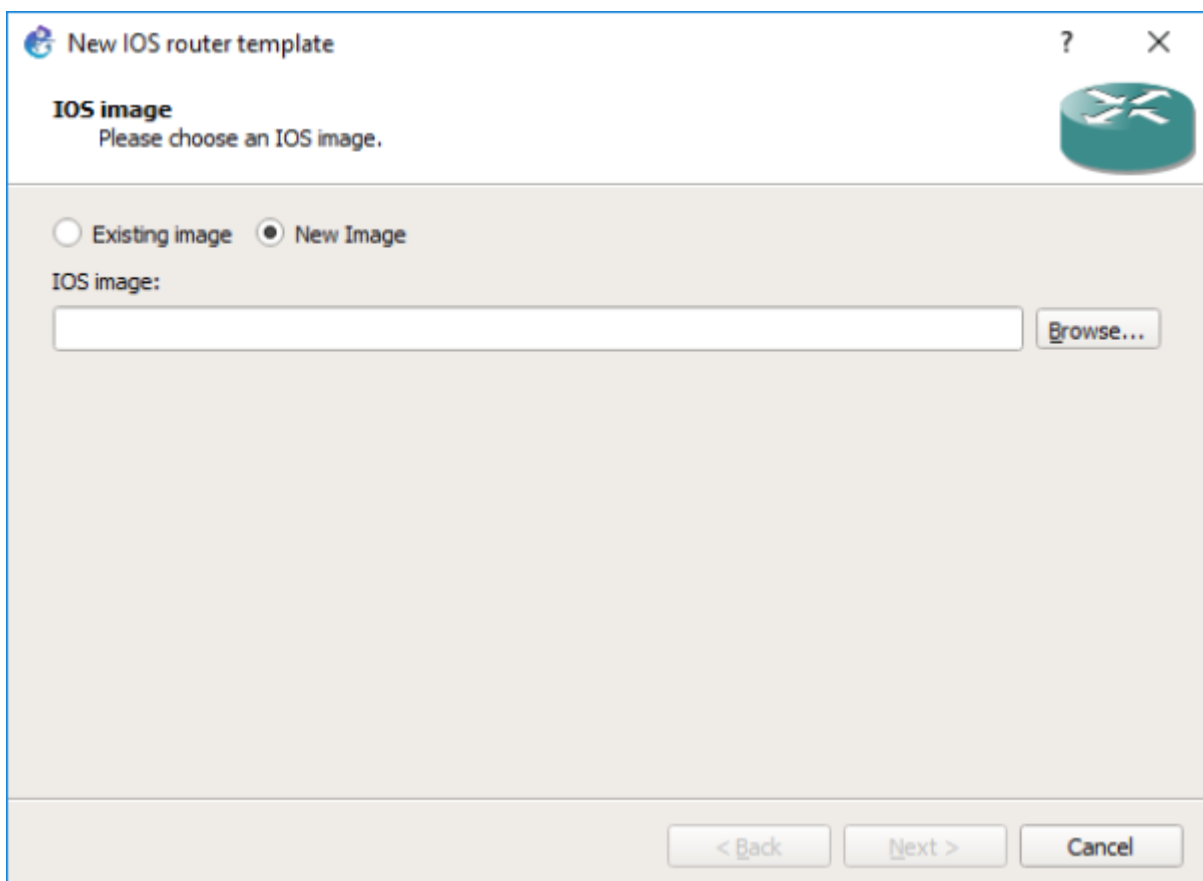 New IOS router template ? X
IOS image
Please choose an IOS image.
Existing image New Image
IOS image:
Browse...
< Back Next > Cancel